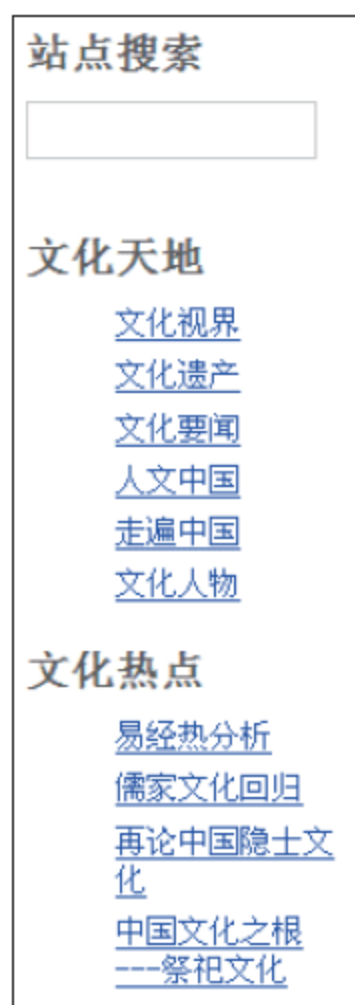 站点搜索
文化天地
文化视界
文化遗产
文化要闻
人文中国
走遍中国
文化人物
文化热点
易经热分析
儒家文化回归
再论中国隐士文
化
中国文化之根
---祭祀文化